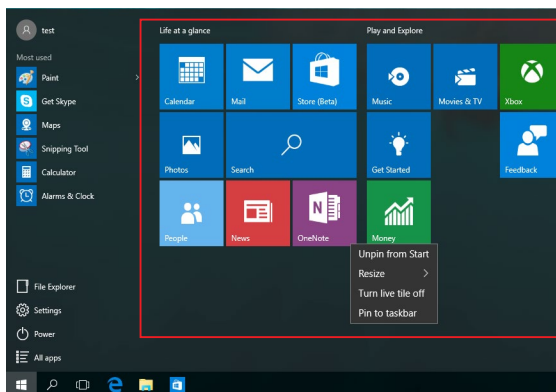 test
Most used
Paint
Get Skype
Maps
Snipping Tool
Calculator
Alarms & Clock
File Explorer
Settings
Power
All apps
Life at a glance
Calendar
Mail
Store (Beta)
Photos
Search
People
News
OneNote
Play and Explore
Music
Movies & TV
Xbox
Get Started
Feedback
Money
Unpin from Start
Resize
Turn live tile off
Pin to taskbar